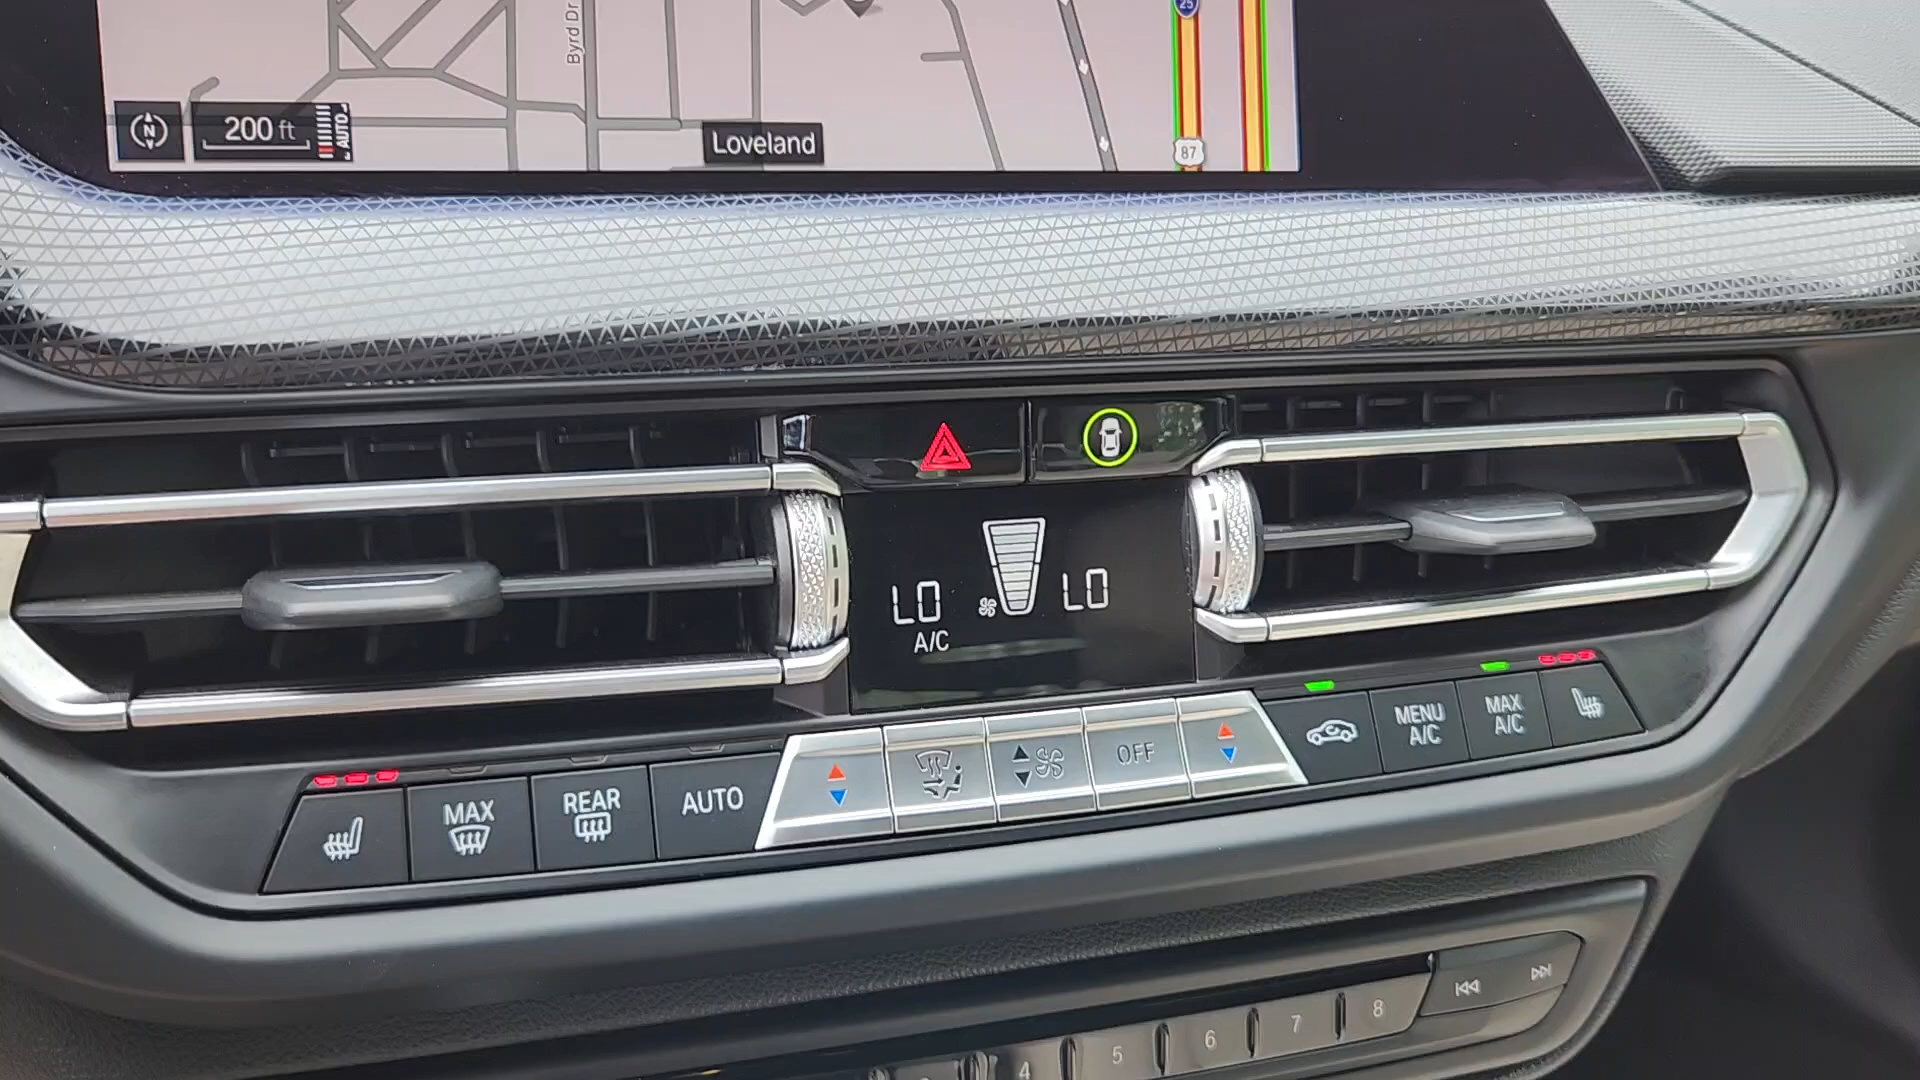 25
Byrd Dr
N
200 ft
AUTO
Loveland
87
LO
LO
A/C
MAX
REAR
AUTO
OFF
MENU
A/C
MAX
A/C
4
5
6
7
8